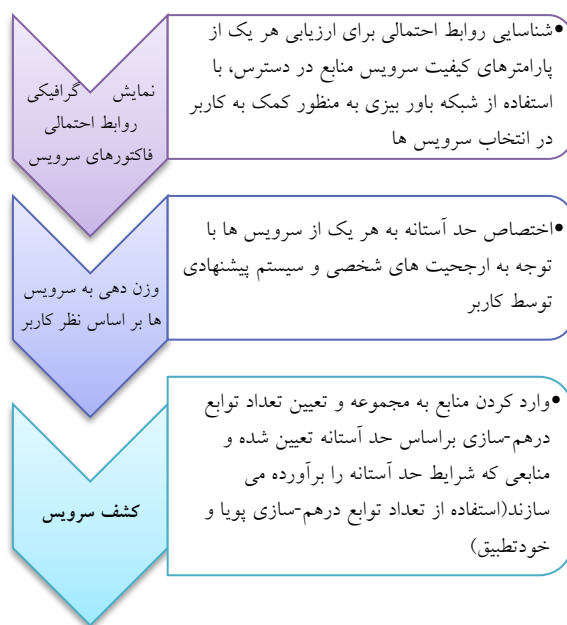 •شناسایی روابط احتمالی برای ارزیابی هر یک از
پارامترهای کیفیت سرویس منابع در دسترس، با
استفاده از شبکه باور بیزی به منظور کمک به کاربر
در انتخاب سرویس ها
نمایش گرافیکی
روابط احتمالی
فاکتورهای سرویس
•اختصاص حد آستانه به هر یک از سرویس ها با
توجه به ارجحیت های شخصی و سیستم پیشنهادی
توسط کاربر
وزن دهی به سرویس
ها بر اساس نظر کاربر
•وارد کردن منابع به مجموعه و تعیین تعداد توابع
درهم-سازی براساس حد آستانه تعیین شده و
منابعی که شرایط حد آستانه را برآورده می
سازند(استفاده از تعداد توابع درهم-سازی پویا و
خودتطبیق)
کشف سرویس